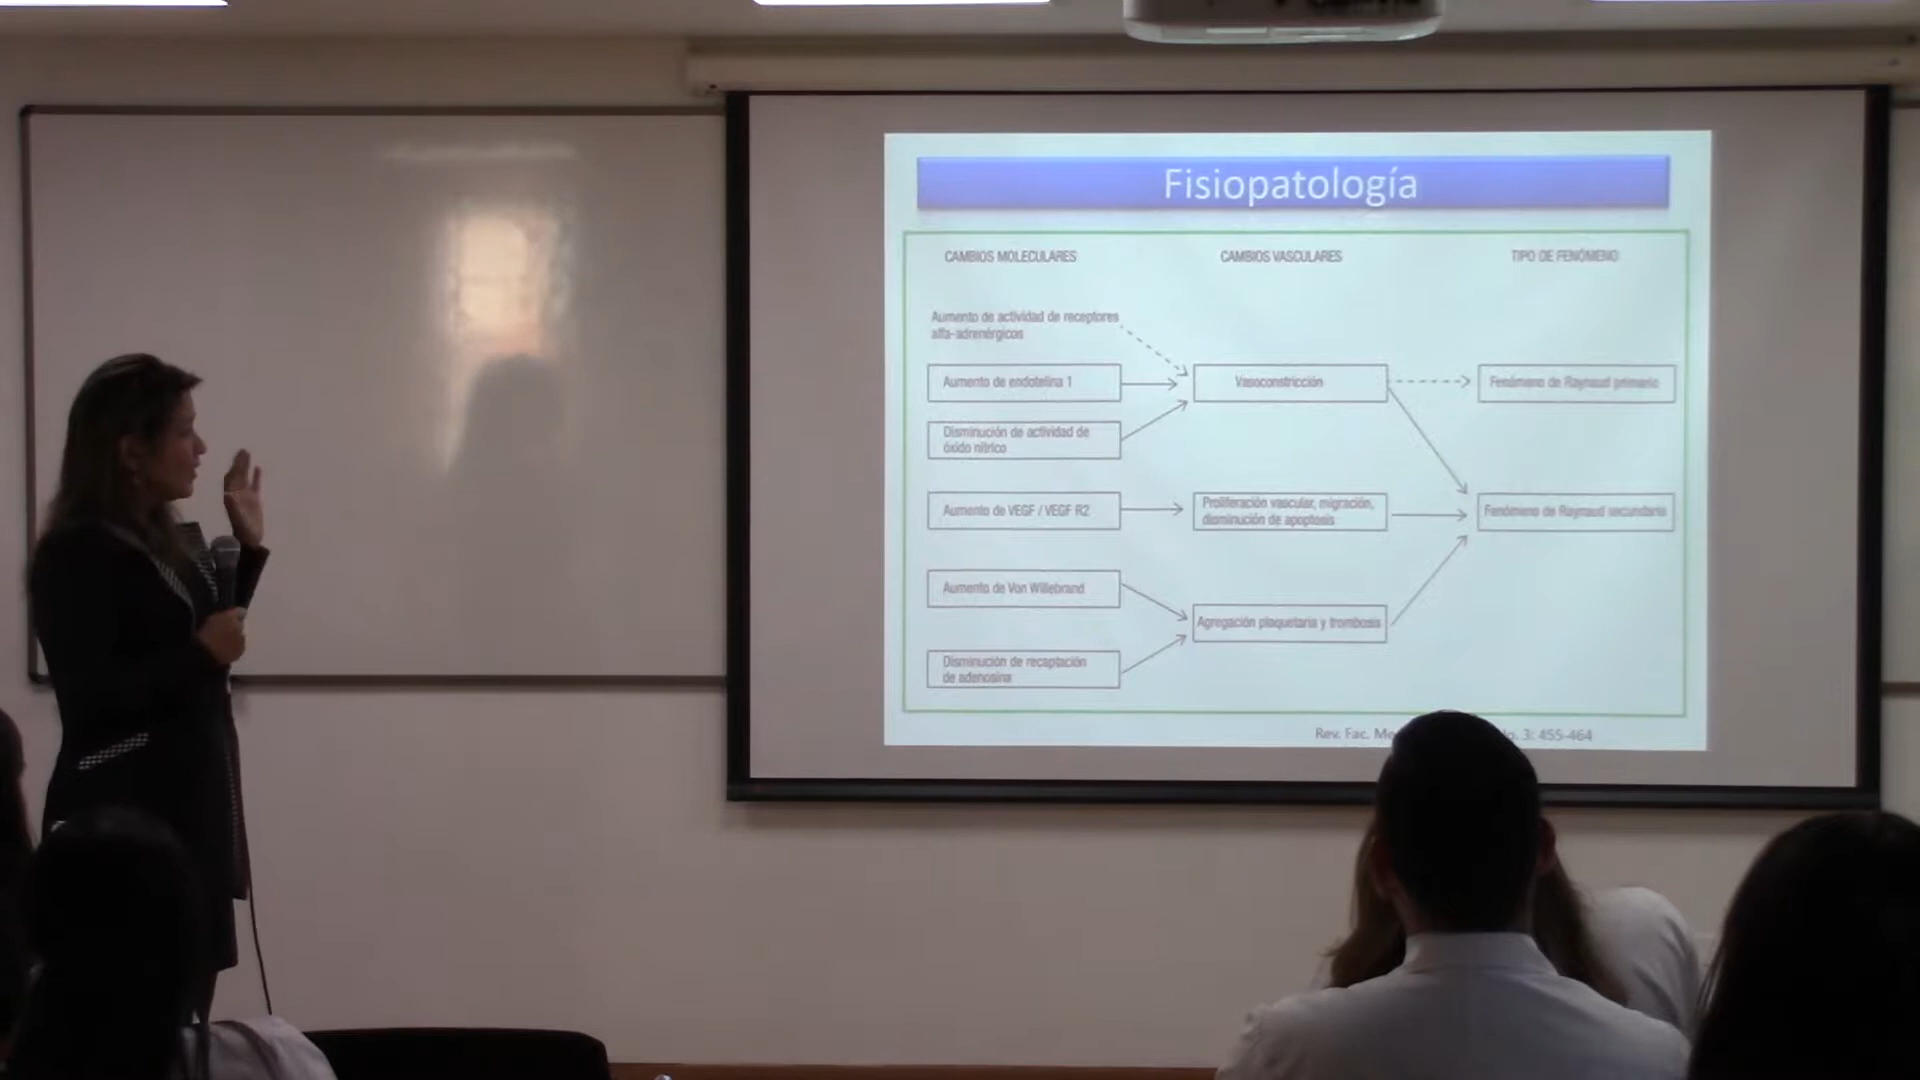 Fisiopatología
CAMBIOS MOLECULARES
CAMBIOS VASCULARES
TIPO DE FENÓMENO
Aumento de actividad de receptores
alfa-adrenérgicos
Aumento de endotelina 1
Vasoconstricción
Fenómeno de Raynaud primario
Disminución de actividad de
óxido nítrico
Aumento de VEGF / VEGF R2
Proliferación vascular, migración,
disminución de apoptosis
Fenómeno de Raynaud secundario
Aumento de Von Willebrand
Agregación plaquetaria y trombosis
Disminución de recaptación
de adenosina
Rev. Fac. 3: 455-464